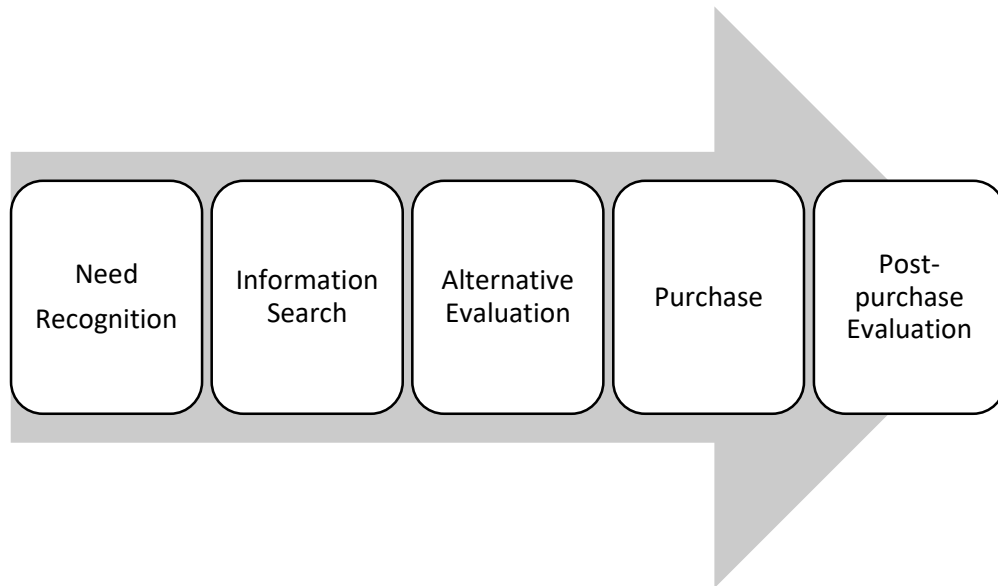 Need
Recognition
Information
Search
Alternative
Evaluation
Purchase
Post-
purchase
Evaluation